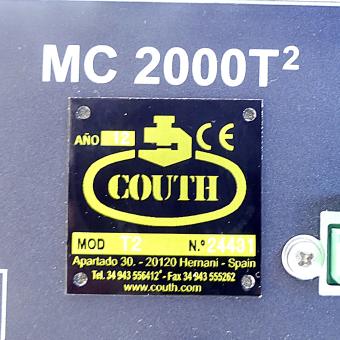 MC 2000T²
AÑO 12 CE
COUTH
MOD T2 N.º 24431
Apartado 30. - 20120 Hernani - Spain
Tel. 34 943 556412* - Fax 34 943 555262
www.couth.com